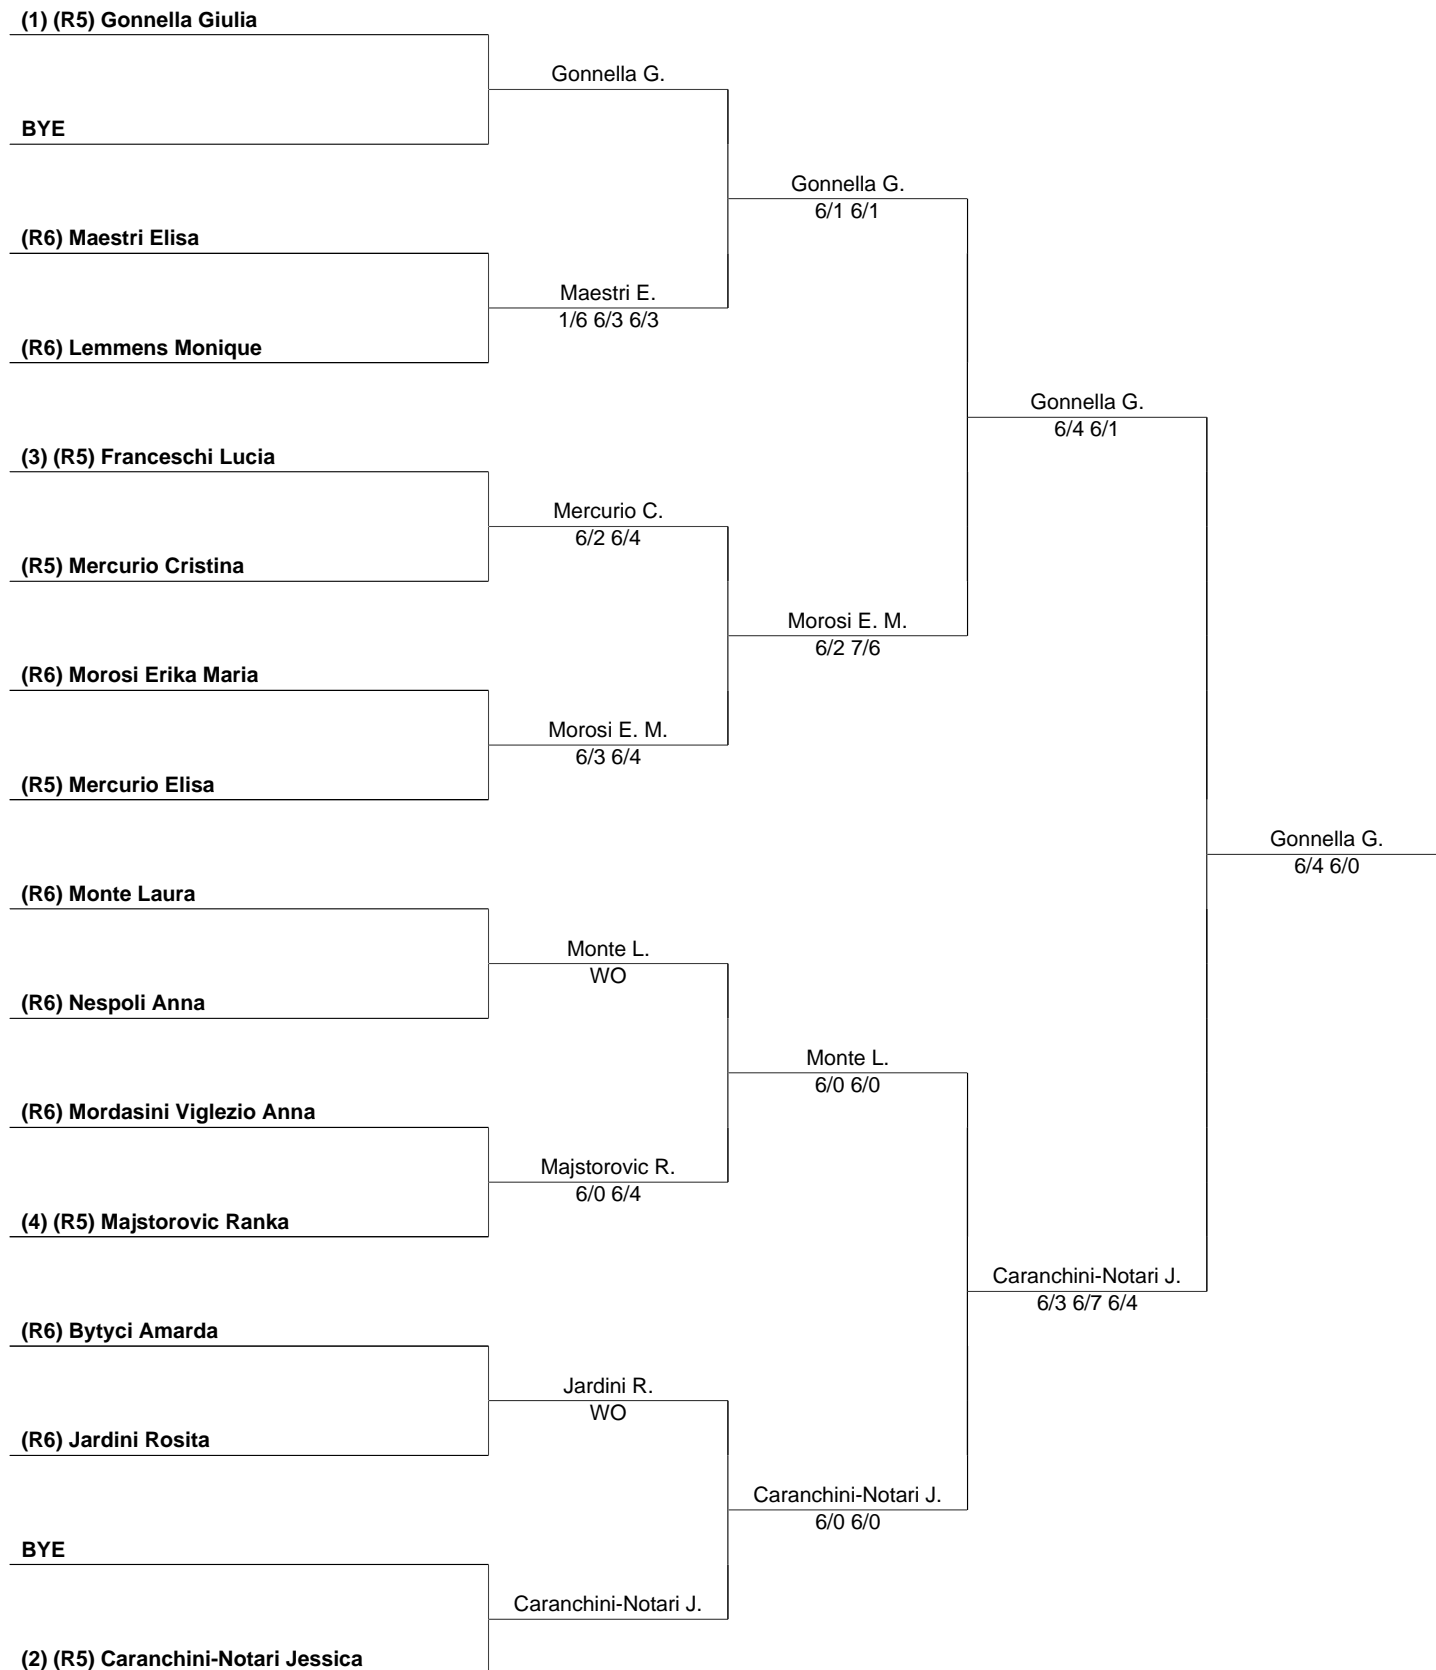 (1) (R5) Gonnella Giulia
Gonnella G.
BYE
Gonnella G.
6/1 6/1
(R6) Maestri Elisa
Maestri E.
1/6 6/3 6/3
(R6) Lemmens Monique
Gonnella G.
6/4 6/1
(3) (R5) Franceschi Lucia
Mercurio C.
6/2 6/4
(R5) Mercurio Cristina
Morosi E. M.
6/2 7/6
(R6) Morosi Erika Maria
Morosi E. M.
6/3 6/4
(R5) Mercurio Elisa
Gonnella G.
6/4 6/0
(R6) Monte Laura
Monte L.
WO
(R6) Nespoli Anna
Monte L.
6/0 6/0
(R6) Mordasini Viglezio Anna
Majstorovic R.
6/0 6/4
(4) (R5) Majstorovic Ranka
Caranchini-Notari J.
6/3 6/7 6/4
(R6) Bytyci Amarda
Jardini R.
WO
(R6) Jardini Rosita
Caranchini-Notari J.
6/0 6/0
BYE
Caranchini-Notari J.
(2) (R5) Caranchini-Notari Jessica